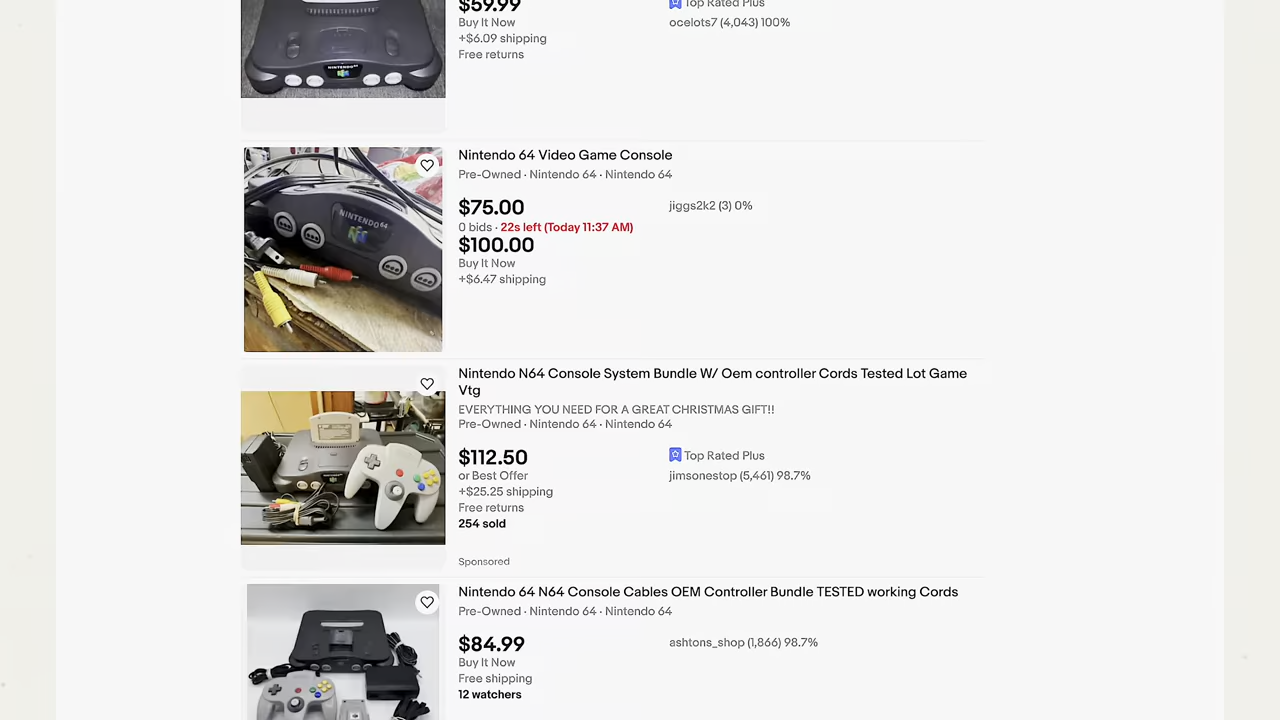 $59.99
Top Rated Plus
Buy It Now
ocelots7 (4,043) 100%
+$6.09 shipping
Free returns
NINTENDO 64
Nintendo 64 Video Game Console
Pre-Owned · Nintendo 64 · Nintendo 64
$75.00
jiggs2k2 (3) 0%
0 bids · 22s left (Today 11:37 AM)
$100.00
Buy It Now
+$6.47 shipping
NINTENDO 64
Nintendo N64 Console System Bundle W/ Oem controller Cords Tested Lot Game
Vtg
EVERYTHING YOU NEED FOR A GREAT CHRISTMAS GIFT!!
Pre-Owned · Nintendo 64 · Nintendo 64
$112.50
Top Rated Plus
or Best Offer
jimsonestop (5,461) 98.7%
+$25.25 shipping
Free returns
254 sold
Sponsored
Nintendo 64 N64 Console Cables OEM Controller Bundle TESTED working Cords
Pre-Owned · Nintendo 64 · Nintendo 64
$84.99
ashtons_shop (1,866) 98.7%
Buy It Now
Free shipping
12 watchers